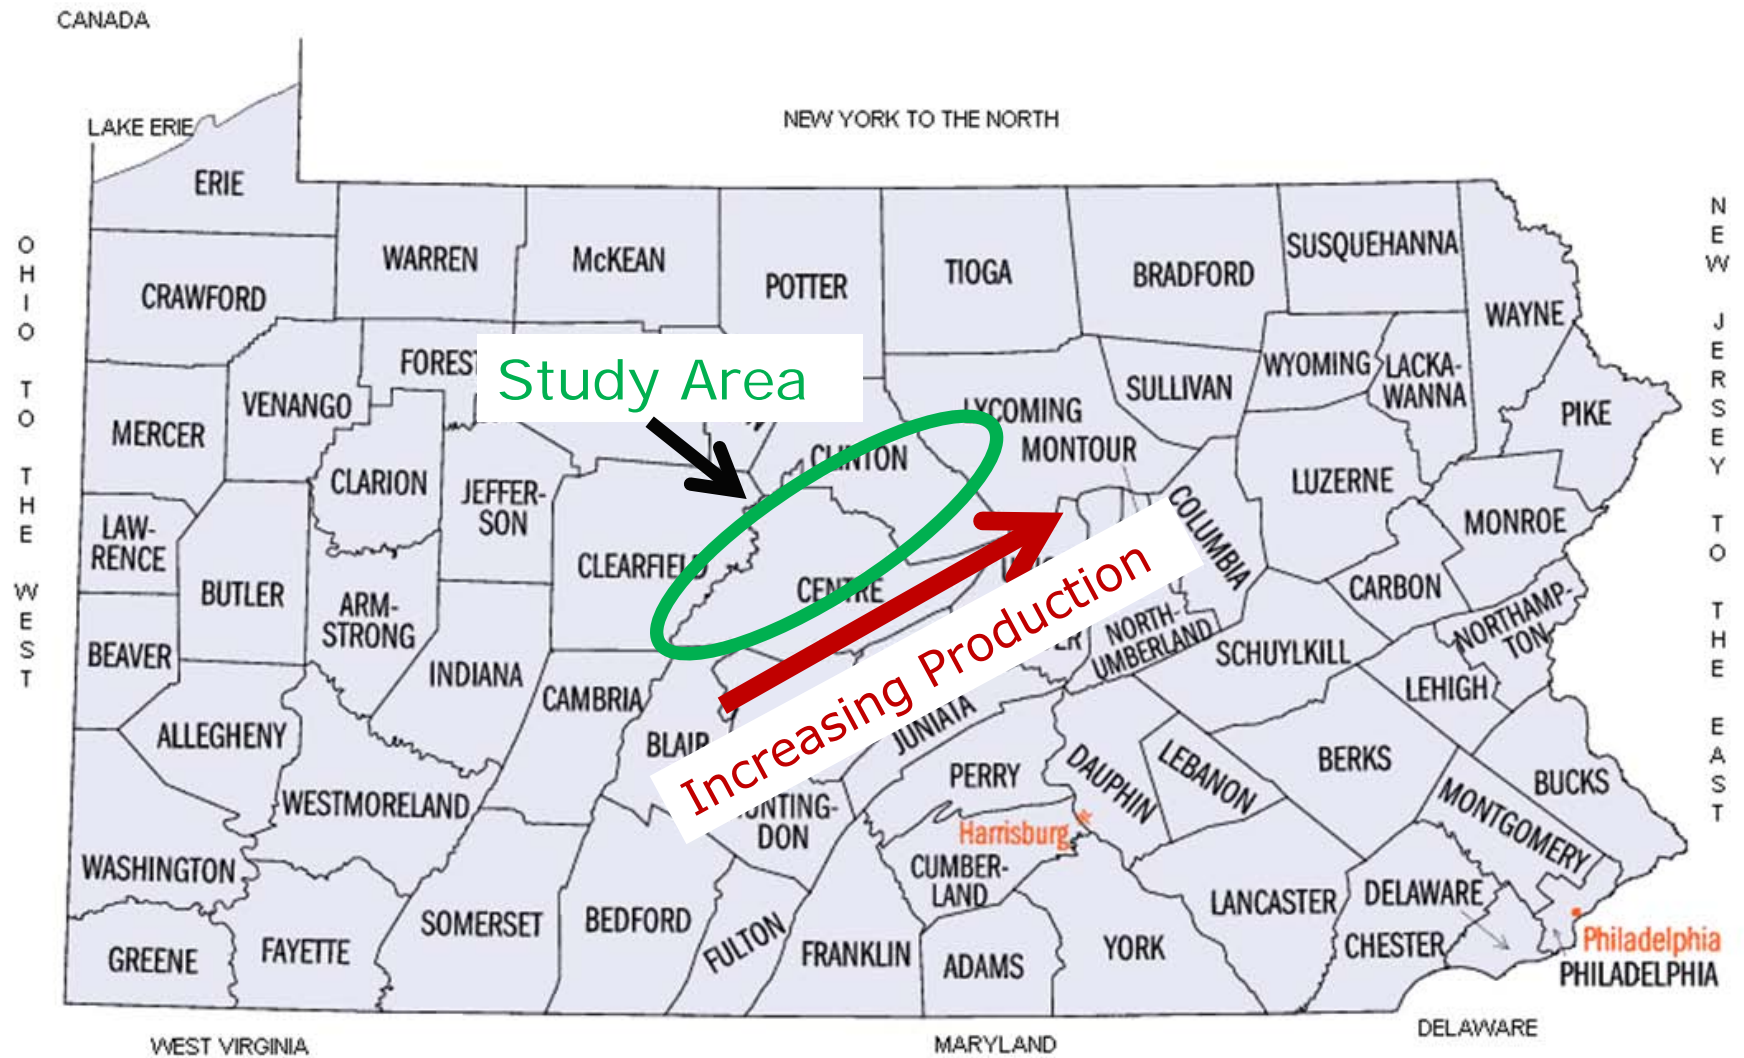 CANADA
NEW YORK TO THE NORTH
LAKE ERIE
OHIO TO THE WEST
NEW JERSEY TO THE EAST
ERIE
WARREN
McKEAN
POTTER
TIOGA
BRADFORD
SUSQUEHANNA
WAYNE
CRAWFORD
FOREST
Study Area
WYOMING
LACKA-
WANNA
SULLIVAN
PIKE
VENANGO
MERCER
LYCOMING
MONTOUR
CLINTON
CLARION
JEFFER-
SON
LUZERNE
COLUMBIA
MONROE
LAW-
RENCE
CLEARFIELD
CENTRE
BUTLER
ARM-
STRONG
CARBON
NORTHAMP-
TON
Increasing Production
NORTH-
UMBERLAND
BEAVER
INDIANA
CAMBRIA
SCHUYLKILL
LEHIGH
ALLEGHENY
BLAIR
JUNIATA
PERRY
DAUPHIN
LEBANON
BERKS
BUCKS
MONTGOMERY
WESTMORELAND
UNTING-
DON
Harrisburg
CUMBER-
LAND
WASHINGTON
LANCASTER
DELAWARE
SOMERSET
BEDFORD
FULTON
FRANKLIN
ADAMS
YORK
CHESTER
Philadelphia
PHILADELPHIA
GREENE
FAYETTE
WEST VIRGINIA
MARYLAND
DELAWARE